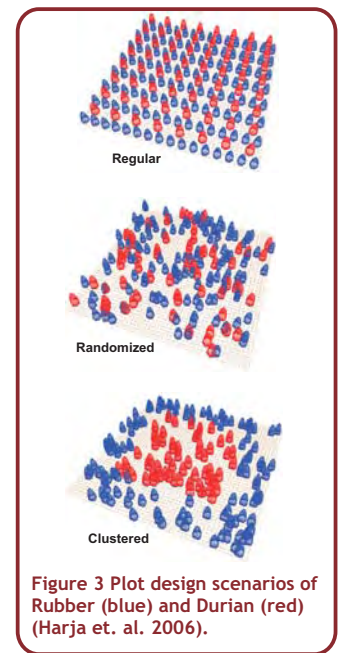 Regular
Randomized
Clustered
Figure 3 Plot design scenarios of
Rubber (blue) and Durian (red)
(Harja et. al. 2006).